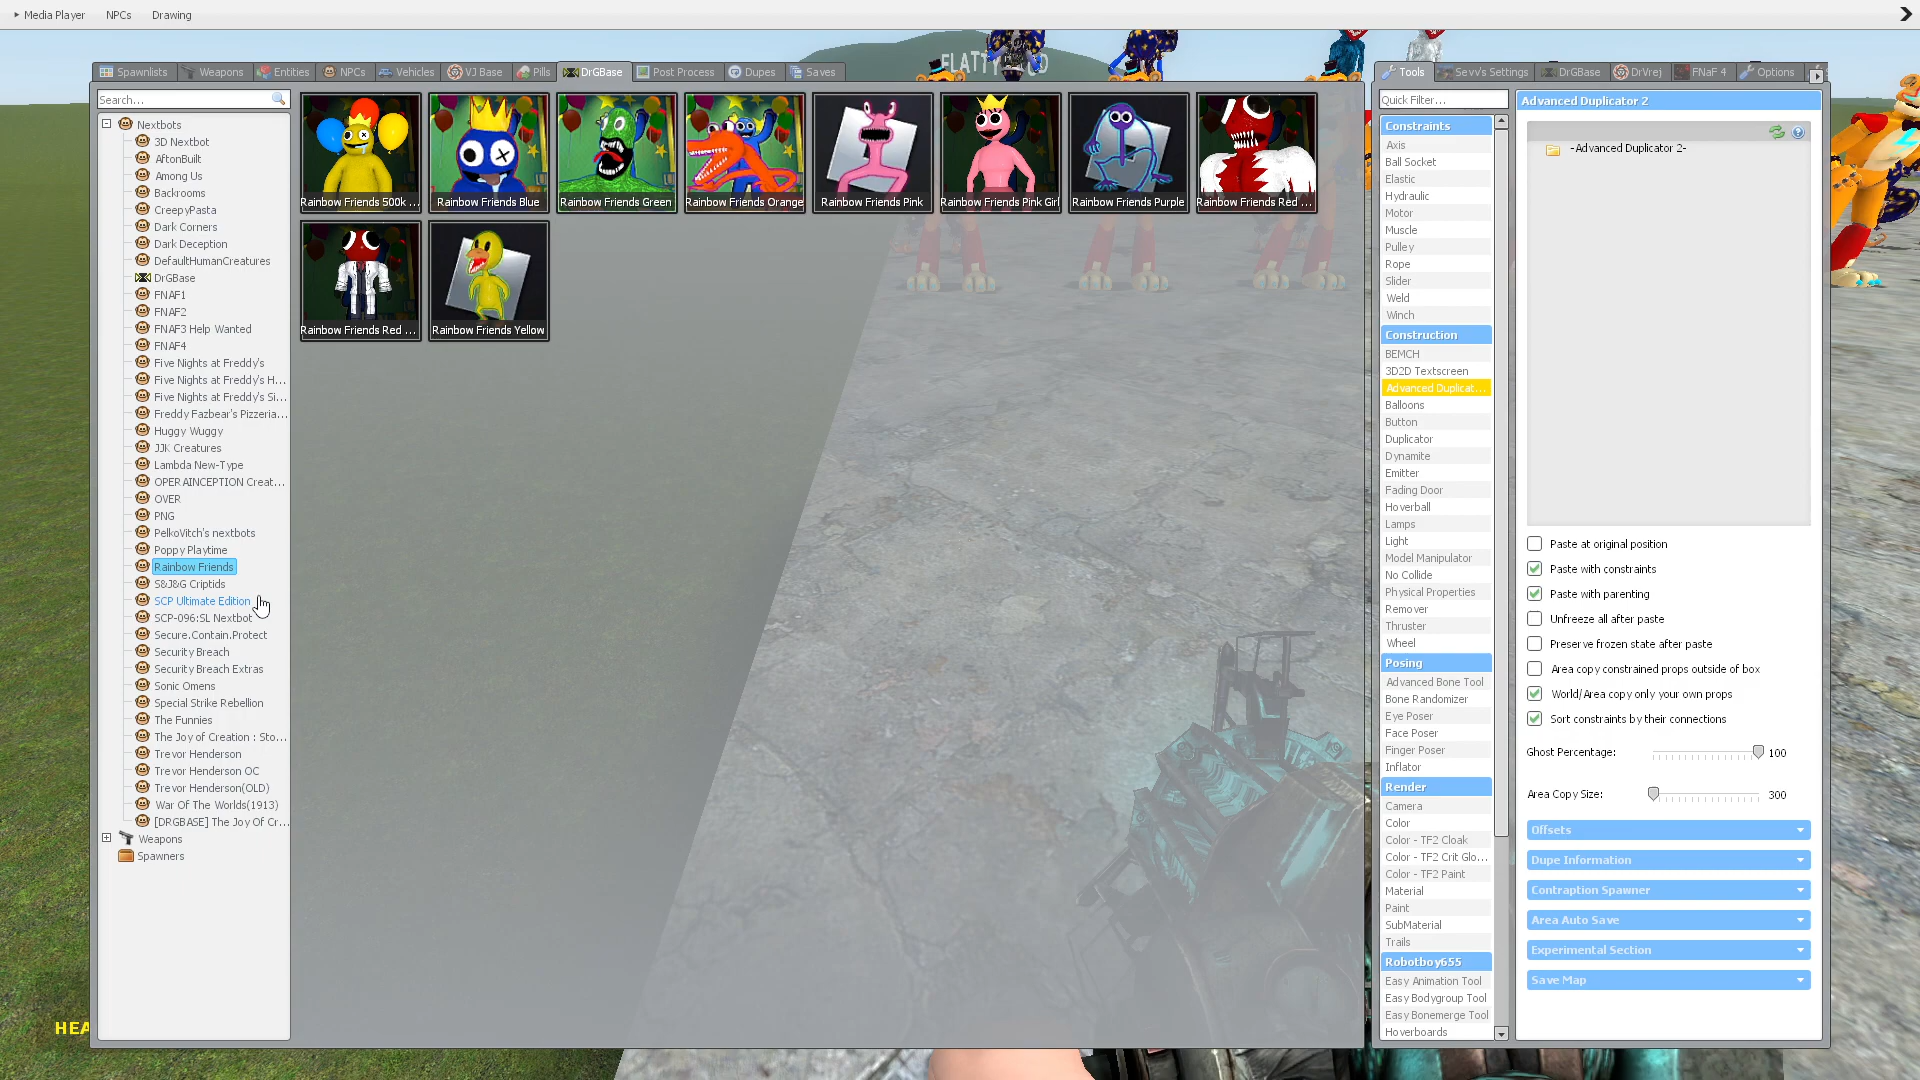 Media Player NPCs Drawing
FLATTY
Spawnlists Weapons Entities NPCs Vehicles VJ Base Pills DrGBase Post Process Dupes Saves
Tools Sevv's Settings DrGBase DrVrej FNaF 4 Options
Search...
Nextbots
3D Nextbot
AftonBuilt
Among Us
Backrooms
CreepyPasta
Dark Corners
Dark Deception
DefaultHumanCreatures
DrGBase
FNAF1
FNAF2
FNAF3 Help Wanted
FNAF4
Five Nights at Freddy's
Five Nights at Freddy's H...
Five Nights at Freddy's Si...
Freddy Fazbear's Pizzeria...
Huggy Wuggy
JJK Creatures
Lambda New-Type
OPERAINCEPTION Creat...
OVER
PNG
PelkoVitch's nextbots
Poppy Playtime
Rainbow Friends
S&J&G Criptids
SCP Ultimate Edition
SCP-096:SL Nextbot
Secure.Contain.Protect
Security Breach
Security Breach Extras
Sonic Omens
Special Strike Rebellion
The Funnies
The Joy of Creation : Sto...
Trevor Henderson
Trevor Henderson OC
Trevor Henderson(OLD)
War Of The Worlds(1913)
[DRGBASE] The Joy Of Cr...
Weapons
Spawners
Rainbow Friends 500k ...
Rainbow Friends Blue
Rainbow Friends Green
Rainbow Friends Orange
Rainbow Friends Pink
Rainbow Friends Pink Girl
Rainbow Friends Purple
Rainbow Friends Red ...
Rainbow Friends Red ...
Rainbow Friends Yellow
Quick Filter...
Constraints
Axis
Ball Socket
Elastic
Hydraulic
Motor
Muscle
Pulley
Rope
Slider
Weld
Winch
Construction
BEMCH
3D2D Textscreen
Advanced Duplicat...
Balloons
Button
Duplicator
Dynamite
Emitter
Fading Door
Hoverball
Lamps
Light
Model Manipulator
No Collide
Physical Properties
Remover
Thruster
Wheel
Posing
Advanced Bone Tool
Bone Randomizer
Eye Poser
Face Poser
Finger Poser
Inflator
Render
Camera
Color
Color - TF2 Cloak
Color - TF2 Crit Glo...
Color - TF2 Paint
Material
Paint
SubMaterial
Trails
Robotboy655
Easy Animation Tool
Easy Bodygroup Tool
Easy Bonemerge Tool
Hoverboards
Advanced Duplicator 2
-Advanced Duplicator 2-
Paste at original position
Paste with constraints
Paste with parenting
Unfreeze all after paste
Preserve frozen state after paste
Area copy constrained props outside of box
World/Area copy only your own props
Sort constraints by their connections
Ghost Percentage: 100
Area Copy Size: 300
Offsets
Dupe Information
Contraption Spawner
Area Auto Save
Experimental Section
Save Map
HEA